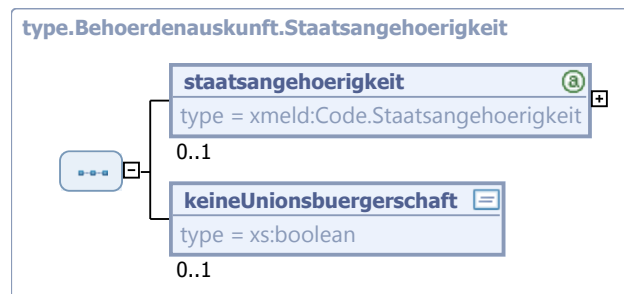 type.Behoerdenauskunft.Staatsangehoerigkeit
staatsangehoerigkeit
type = xmeld:Code.Staatsangehoerigkeit
0..1
keineUnionsbuergerschaft
type = xs:boolean
0..1